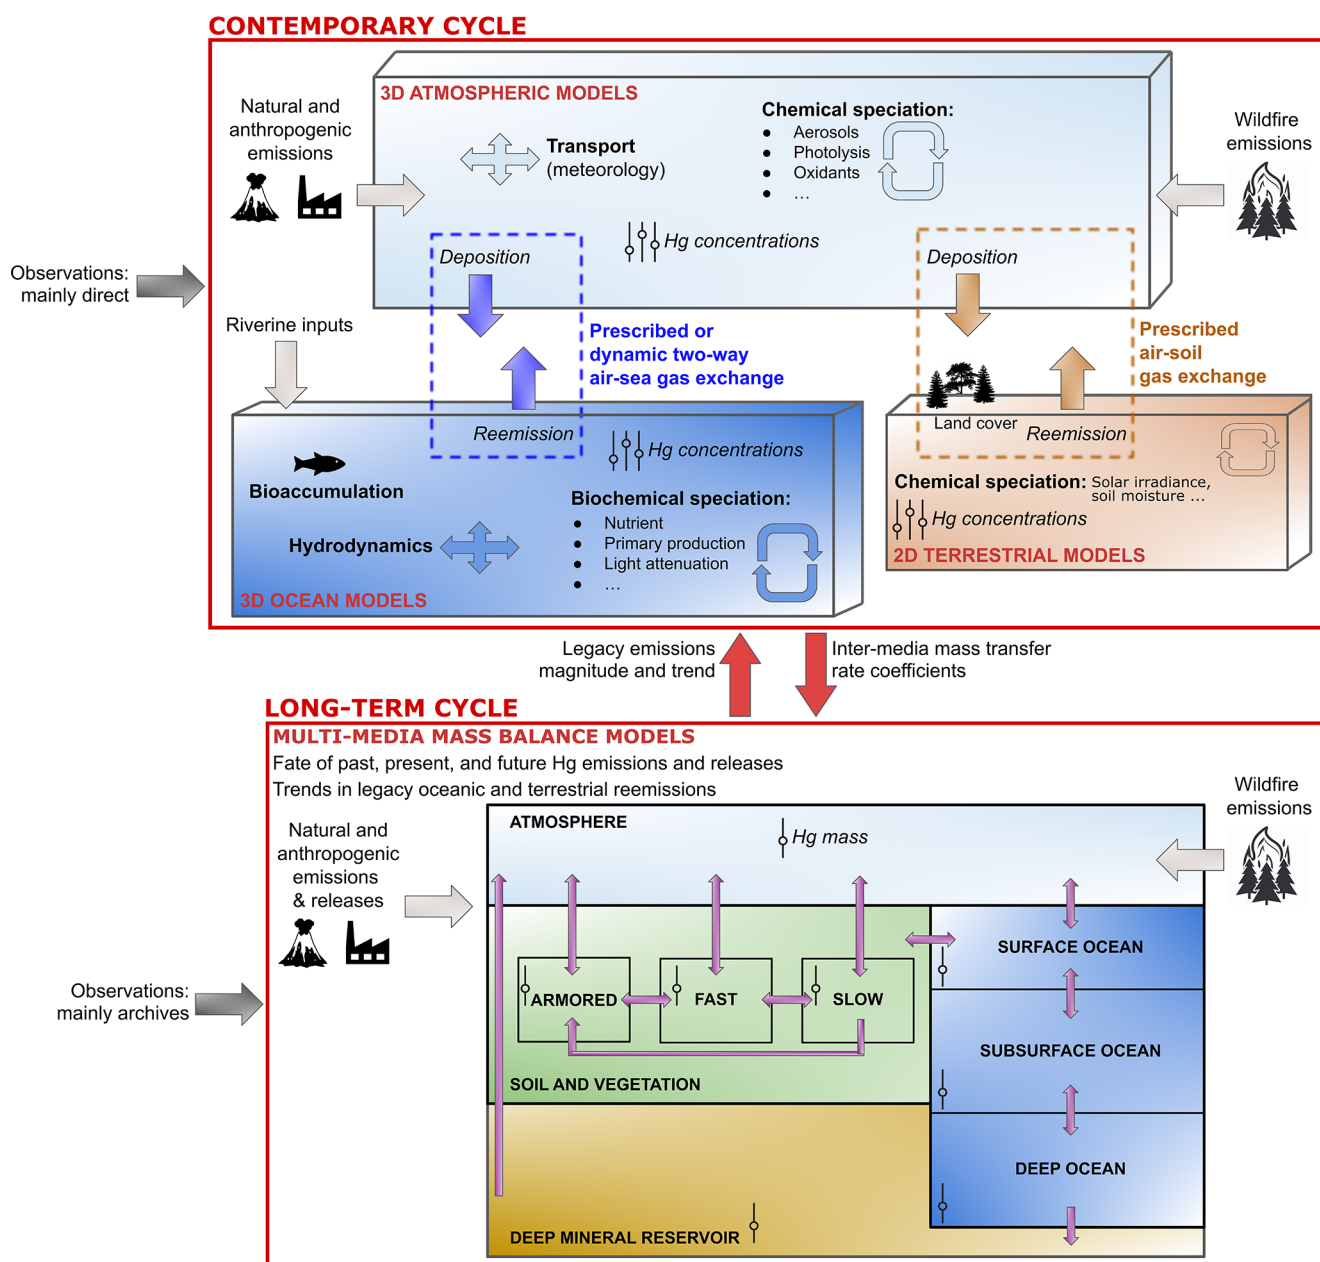 CONTEMPORARY CYCLE
3D ATMOSPHERIC MODELS
Natural and
anthropogenic
emissions
Transport
(meteorology)
Chemical speciation:
● Aerosols
● Photolysis
● Oxidants
● ...
Wildfire
emissions
Hg concentrations
Observations:
mainly direct
Deposition
Deposition
Riverine inputs
Prescribed or
dynamic two-way
air-sea gas exchange
Prescribed
air-soil
gas exchange
Reemission
Land cover
Reemission
Hg concentrations
Bioaccumulation
Hydrodynamics
Biochemical speciation:
● Nutrient
● Primary production
● Light attenuation
● ...
3D OCEAN MODELS
Chemical speciation: Solar irradiance,
soil moisture ...
Hg concentrations
2D TERRESTRIAL MODELS
Legacy emissions
magnitude and trend
Inter-media mass transfer
rate coefficients
LONG-TERM CYCLE
MULTI-MEDIA MASS BALANCE MODELS
Fate of past, present, and future Hg emissions and releases
Trends in legacy oceanic and terrestrial reemissions
Natural and
anthropogenic
emissions
& releases
ATMOSPHERE
Hg mass
Wildfire
emissions
Observations:
mainly archives
ARMORED
FAST
SLOW
SOIL AND VEGETATION
SURFACE OCEAN
SUBSURFACE OCEAN
DEEP OCEAN
DEEP MINERAL RESERVOIR